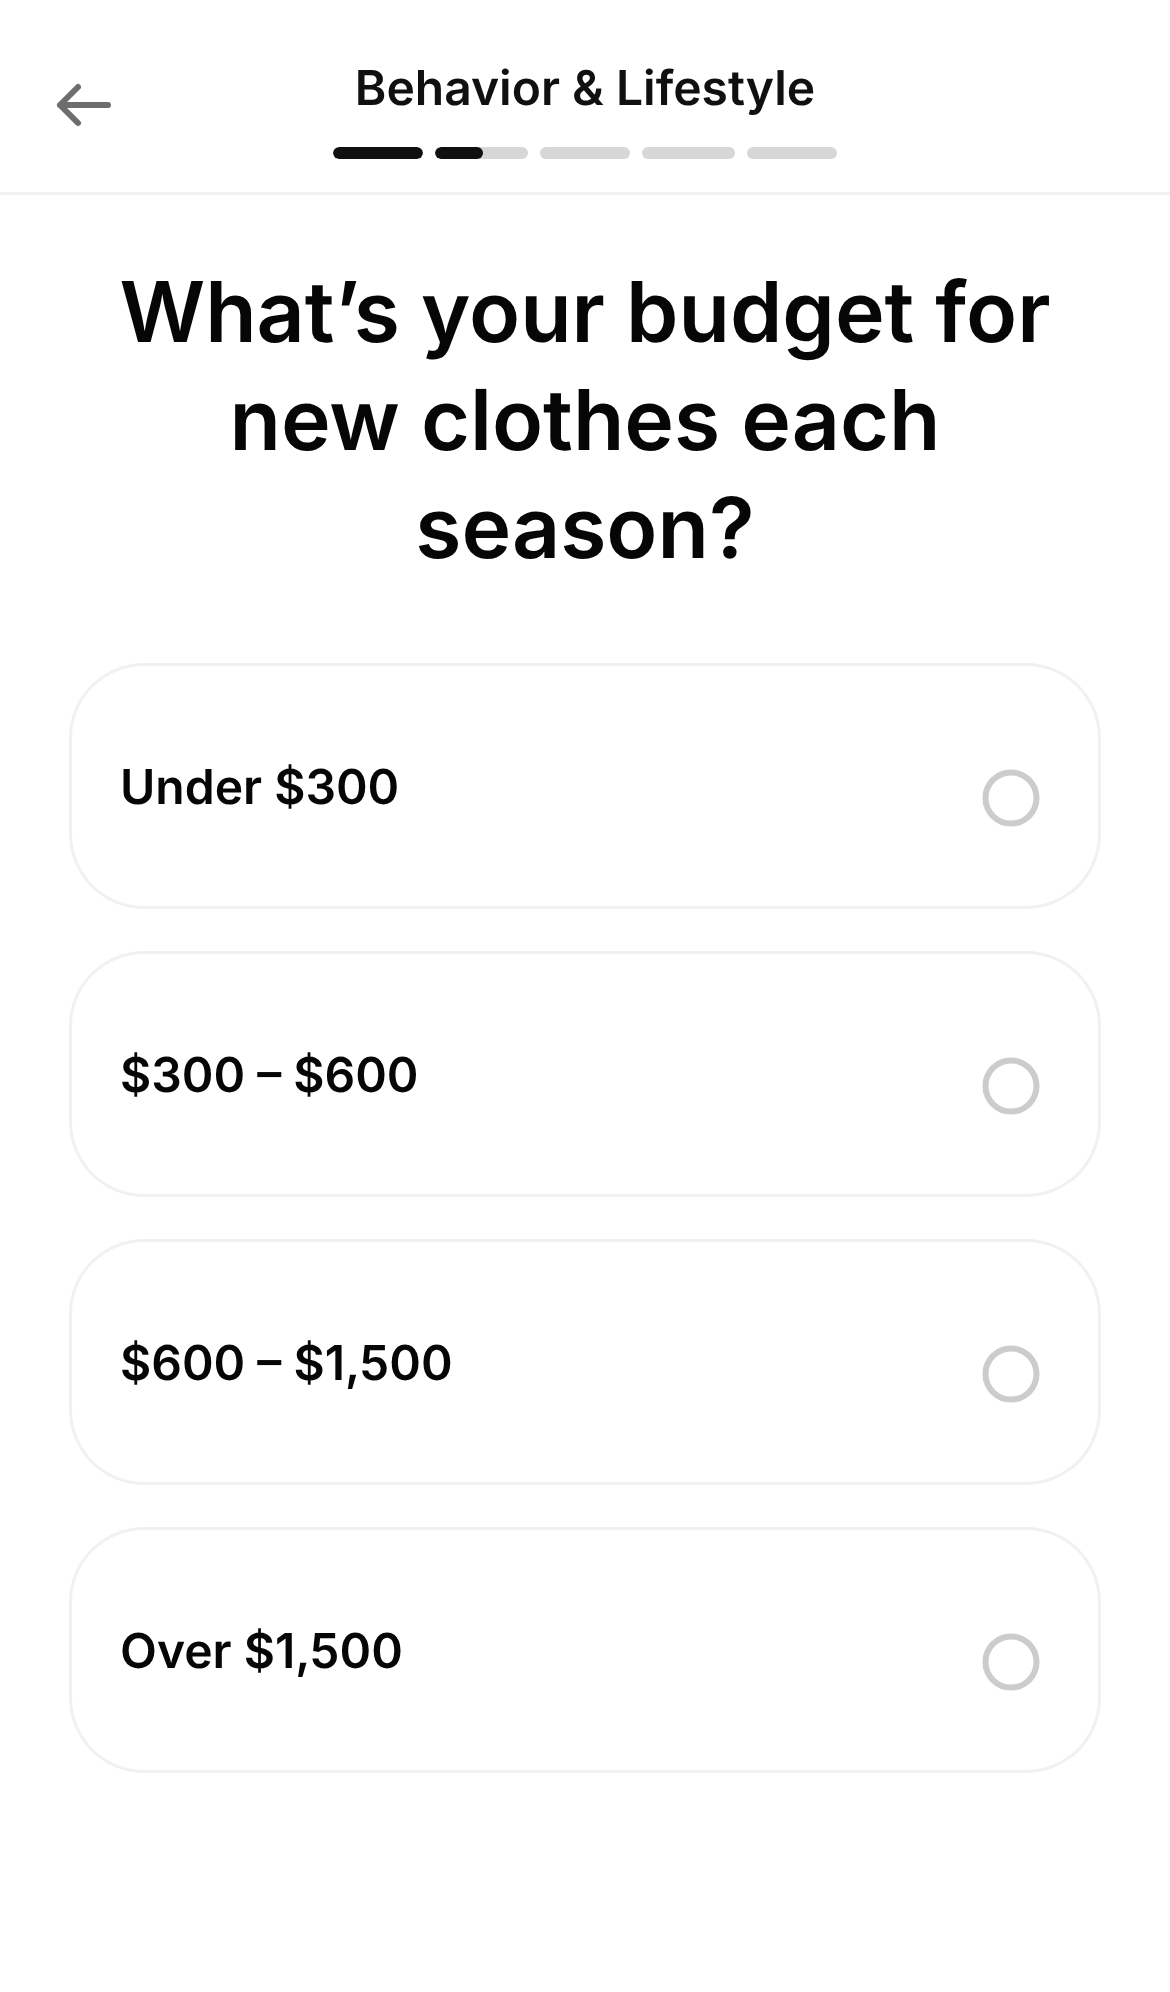 Behavior & Lifestyle
What’s your budget for
new clothes each
season?
Under $300
$300 – $600
$600 – $1,500
Over $1,500